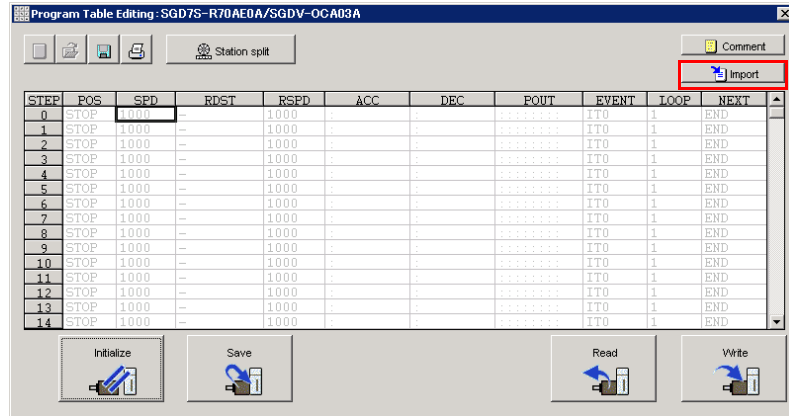 Program Table Editing : SGD7S-R70AE0A/SGDV-OCA03A
Station split
Comment
Import
STEP POS SPD RDST RSPD ACC DEC POUT EVENT LOOP NEXT
0 STOP 1000 - 1000 : : :::::::: IT0 1 END
1 STOP 1000 - 1000 : : :::::::: IT0 1 END
2 STOP 1000 - 1000 : : :::::::: IT0 1 END
3 STOP 1000 - 1000 : : :::::::: IT0 1 END
4 STOP 1000 - 1000 : : :::::::: IT0 1 END
5 STOP 1000 - 1000 : : :::::::: IT0 1 END
6 STOP 1000 - 1000 : : :::::::: IT0 1 END
7 STOP 1000 - 1000 : : :::::::: IT0 1 END
8 STOP 1000 - 1000 : : :::::::: IT0 1 END
9 STOP 1000 - 1000 : : :::::::: IT0 1 END
10 STOP 1000 - 1000 : : :::::::: IT0 1 END
11 STOP 1000 - 1000 : : :::::::: IT0 1 END
12 STOP 1000 - 1000 : : :::::::: IT0 1 END
13 STOP 1000 - 1000 : : :::::::: IT0 1 END
14 STOP 1000 - 1000 : : :::::::: IT0 1 END
Initialize Save Read Write